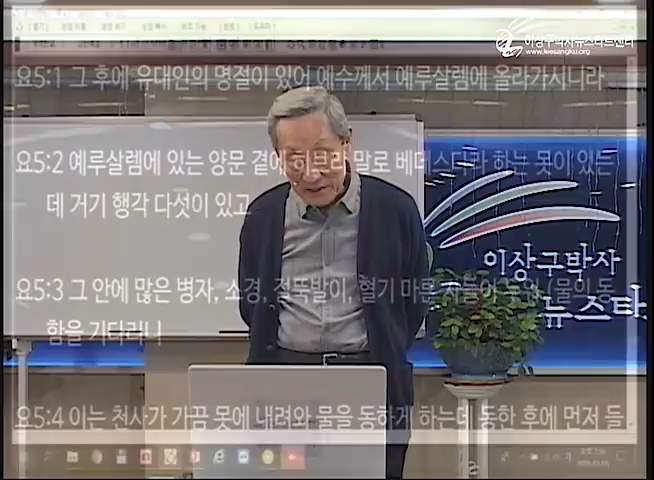 이상구박사뉴스타트센터
www.leesangku.org
요5:1 그 후에 유대인의 명절이 있어 예수께서 예루살렘에 올라가시니라
요5:2 예루살렘에 있는 양문 곁에 히브리 말로 베데스다라 하는 못이 있는
데 거기 행각 다섯이 있고
이상구박사
요5:3 그 안에 많은 병자, 소경, 절뚝발이, 혈기 마른 자들이 누워 (물의 동
뉴스타
함을 기다리니
요5:4 이는 천사가 가끔 못에 내려와 물을 동하게 하는데 동한 후에 먼저 들